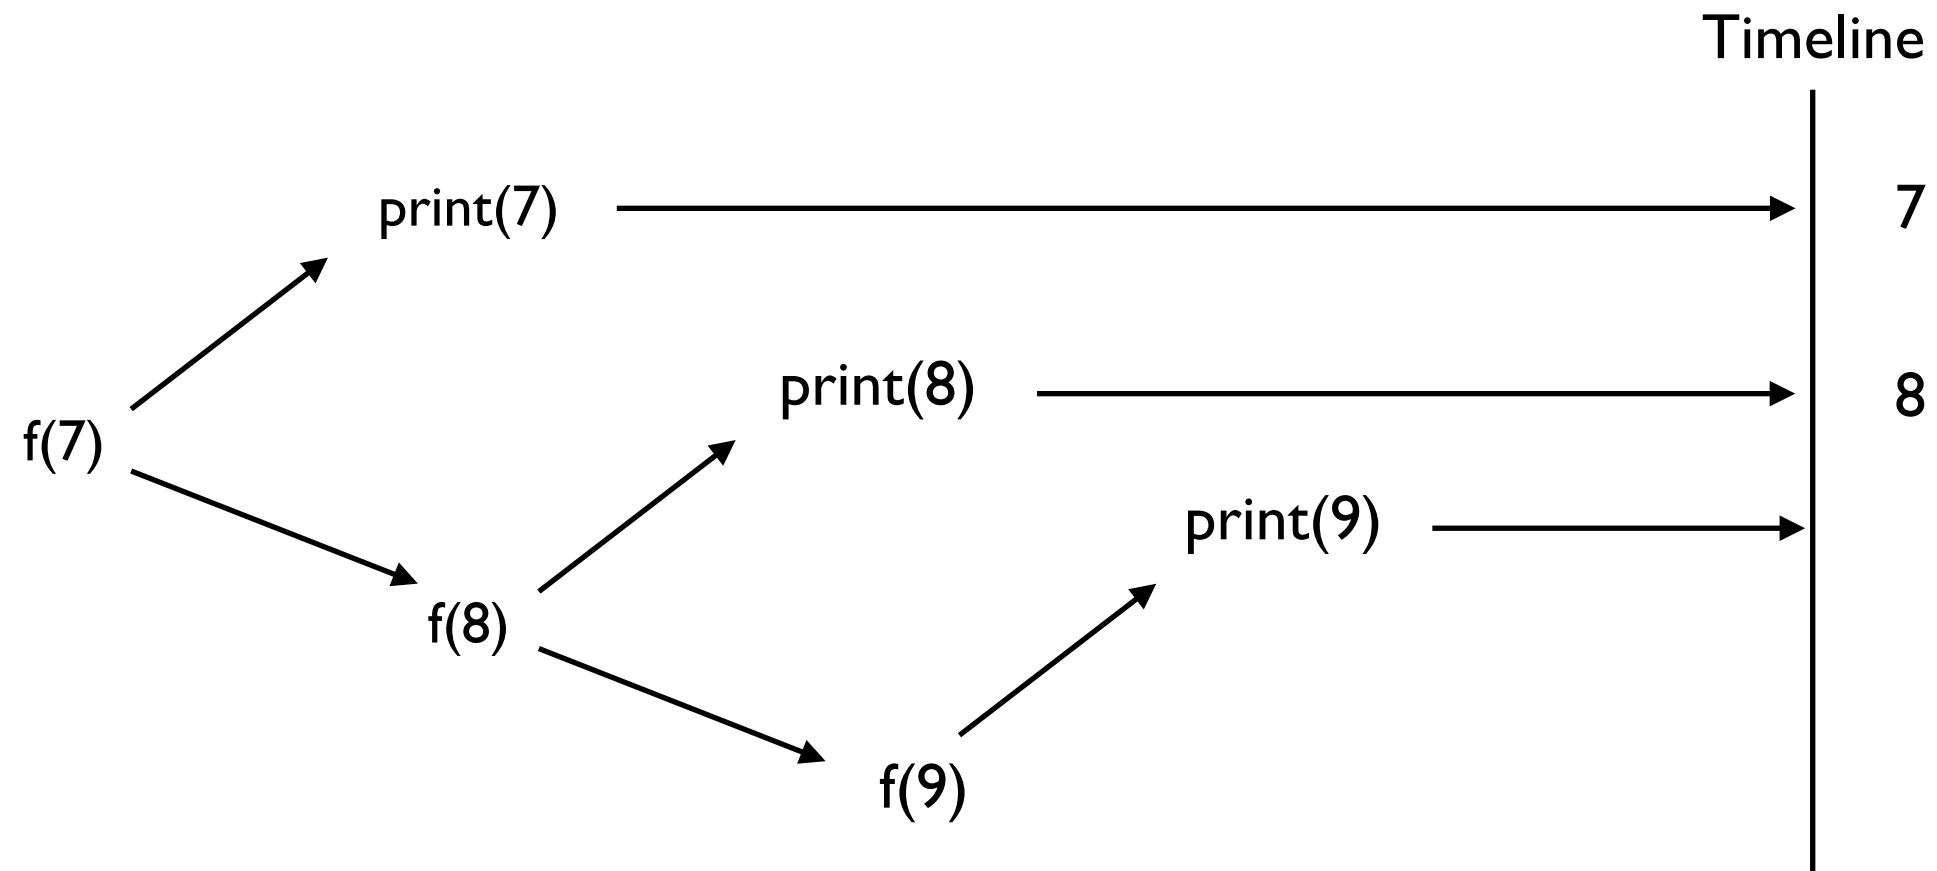 Timeline
print(7)
7
print(8)
8
f(7)
print(9)
f(8)
f(9)